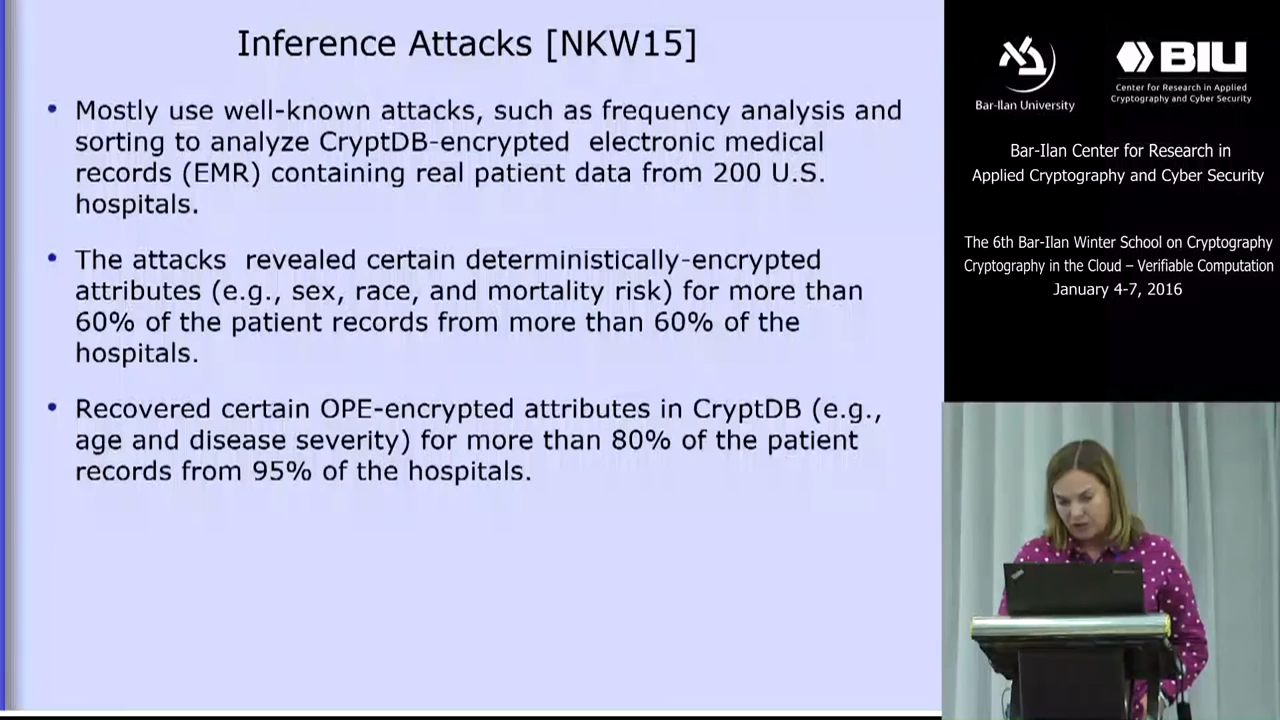 Inference Attacks [NKW15]
• Mostly use well-known attacks, such as frequency analysis and
sorting to analyze CryptDB-encrypted electronic medical
records (EMR) containing real patient data from 200 U.S.
hospitals.
• The attacks revealed certain deterministically-encrypted
attributes (e.g., sex, race, and mortality risk) for more than
60% of the patient records from more than 60% of the
hospitals.
• Recovered certain OPE-encrypted attributes in CryptDB (e.g.,
age and disease severity) for more than 80% of the patient
records from 95% of the hospitals.
Bar-Ilan University
BIU
Center for Research in Applied
Cryptography and Cyber Security
Bar-Ilan Center for Research in
Applied Cryptography and Cyber Security
The 6th Bar-Ilan Winter School on Cryptography
Cryptography in the Cloud – Verifiable Computation
January 4-7, 2016